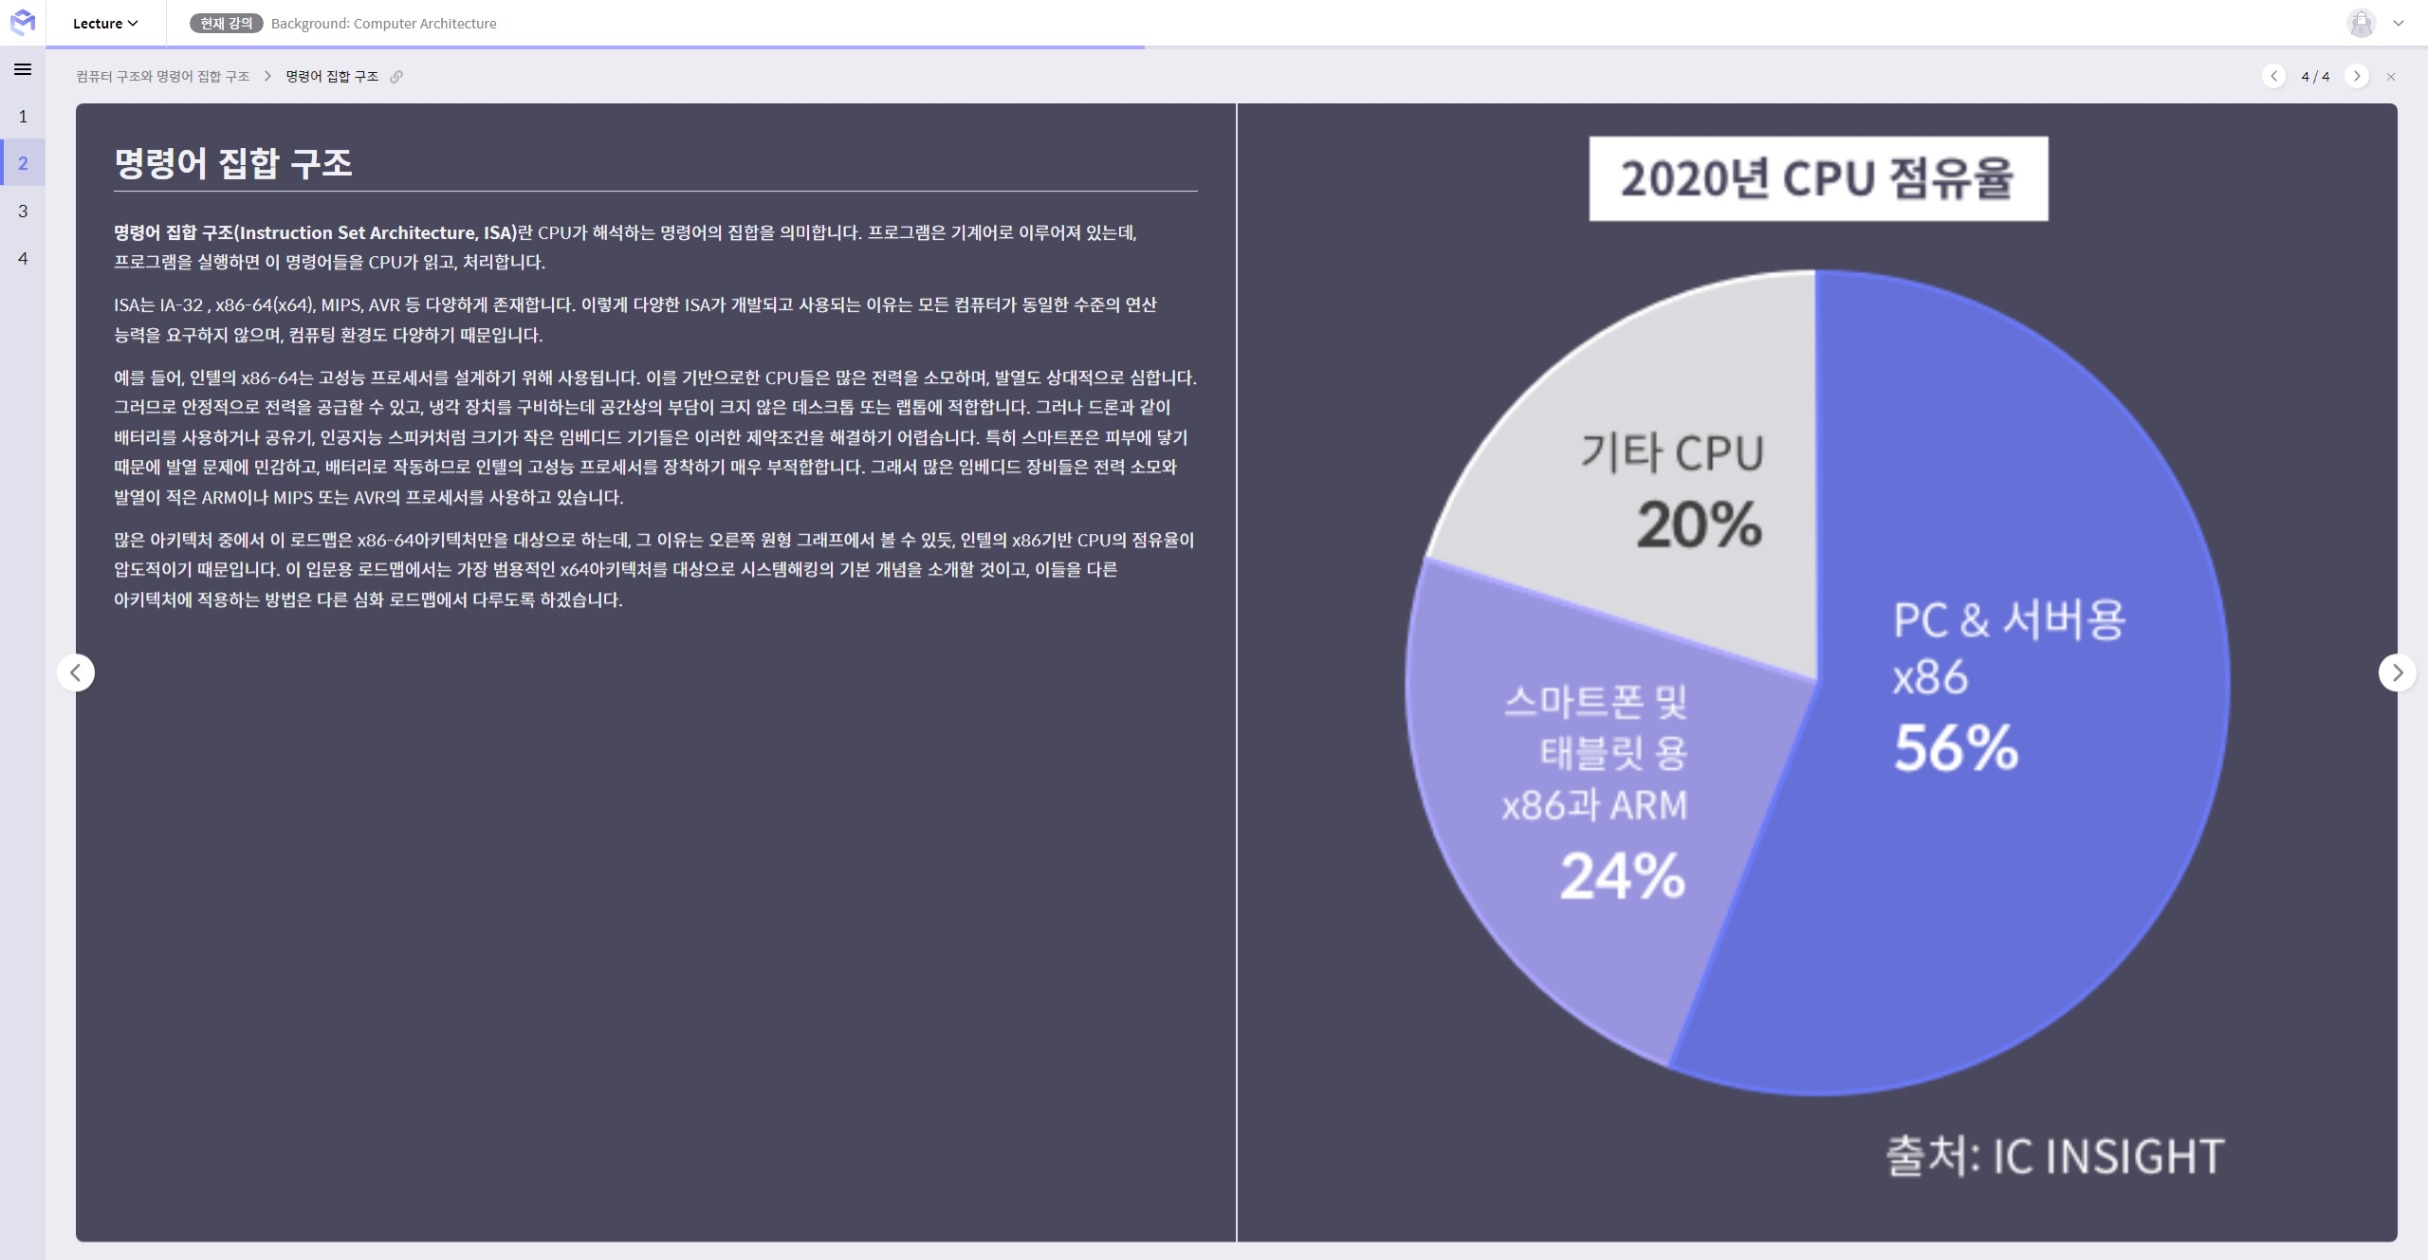 Lecture
현재 강의 Background: Computer Architecture
컴퓨터 구조와 명령어 집합 구조 > 명령어 집합 구조
4 / 4
1
2
3
4
명령어 집합 구조
명령어 집합 구조(Instruction Set Architecture, ISA)란 CPU가 해석하는 명령어의 집합을 의미합니다. 프로그램은 기계어로 이루어져 있는데,
프로그램을 실행하면 이 명령어들을 CPU가 읽고, 처리합니다.
ISA는 IA-32 , x86-64(x64), MIPS, AVR 등 다양하게 존재합니다. 이렇게 다양한 ISA가 개발되고 사용되는 이유는 모든 컴퓨터가 동일한 수준의 연산
능력을 요구하지 않으며, 컴퓨팅 환경도 다양하기 때문입니다.
예를 들어, 인텔의 x86-64는 고성능 프로세서를 설계하기 위해 사용됩니다. 이를 기반으로한 CPU들은 많은 전력을 소모하며, 발열도 상대적으로 심합니다.
그러므로 안정적으로 전력을 공급할 수 있고, 냉각 장치를 구비하는데 공간상의 부담이 크지 않은 데스크톱 또는 랩톱에 적합합니다. 그러나 드론과 같이
배터리를 사용하거나 공유기, 인공지능 스피커처럼 크기가 작은 임베디드 기기들은 이러한 제약조건을 해결하기 어렵습니다. 특히 스마트폰은 피부에 닿기
때문에 발열 문제에 민감하고, 배터리로 작동하므로 인텔의 고성능 프로세서를 장착하기 매우 부적합합니다. 그래서 많은 임베디드 장비들은 전력 소모와
발열이 적은 ARM이나 MIPS 또는 AVR의 프로세서를 사용하고 있습니다.
많은 아키텍처 중에서 이 로드맵은 x86-64아키텍처만을 대상으로 하는데, 그 이유는 오른쪽 원형 그래프에서 볼 수 있듯, 인텔의 x86기반 CPU의 점유율이
압도적이기 때문입니다. 이 입문용 로드맵에서는 가장 범용적인 x64아키텍처를 대상으로 시스템해킹의 기본 개념을 소개할 것이고, 이들을 다른
아키텍처에 적용하는 방법은 다른 심화 로드맵에서 다루도록 하겠습니다.
2020년 CPU 점유율
기타 CPU
20%
PC & 서버용
x86
56%
스마트폰 및
태블릿 용
x86과 ARM
24%
출처: IC INSIGHT